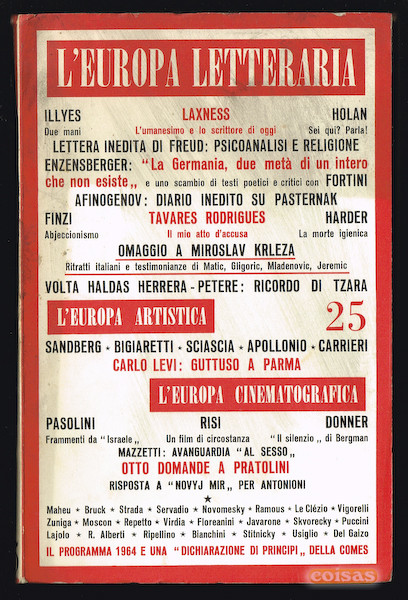 L'EUROPA LETTERARIA
ILLYES LAXNESS HOLAN
Due mani L'umanesimo e lo scrittore di oggi Sei qui? Parla!
LETTERA INEDITA DI FREUD: PSICOANALISI E RELIGIONE
ENZENSBERGER: "La Germania, due metà di un intero
che non esiste„ e uno scambio di testi poetici e critici con FORTINI
AFINOGENOV: DIARIO INEDITO SU PASTERNAK
FINZI TAVARES RODRIGUES HARDER
Abjeccionismo Il mio atto d'accusa La morte igienica
OMAGGIO A MIROSLAV KRLEZA
Ritratti italiani e testimonianze di Matic, Gligoric, Mladenovic, Jeremic
VOLTA HALDAS HERRERA-PETERE: RICORDO DI TZARA
L'EUROPA ARTISTICA 25
SANDBERG ★ BIGIARETTI ★ SCIASCIA ★ APOLLONIO ★ CARRIERI
CARLO LEVI: GUTTUSO A PARMA
L'EUROPA CINEMATOGRAFICA
PASOLINI RISI DONNER
Frammenti da "Israele„ Un film di circostanza "Il silenzio„ di Bergman
MAZZETTI: AVANGUARDIA "AL SESSO„
OTTO DOMANDE A PRATOLINI
RISPOSTA A "NOVYJ MIR„ PER ANTONIONI
★
Maheu ★ Bruck ★ Strada ★ Servadio ★ Novomesky ★ Ramous ★ Le Clézio ★ Vigorelli
Zuniga ★ Moscon ★ Repetto ★ Virdia ★ Floreanini ★ Javarone ★ Skvorecky ★ Puccini
Lajolo ★ R. Alberti ★ Ripellino ★ Bianchini ★ Stitnicky ★ Usiglio ★ Del Gaizo
IL PROGRAMMA 1964 E UNA "DICHIARAZIONE DI PRINCIPI„ DELLA COMES
coisas